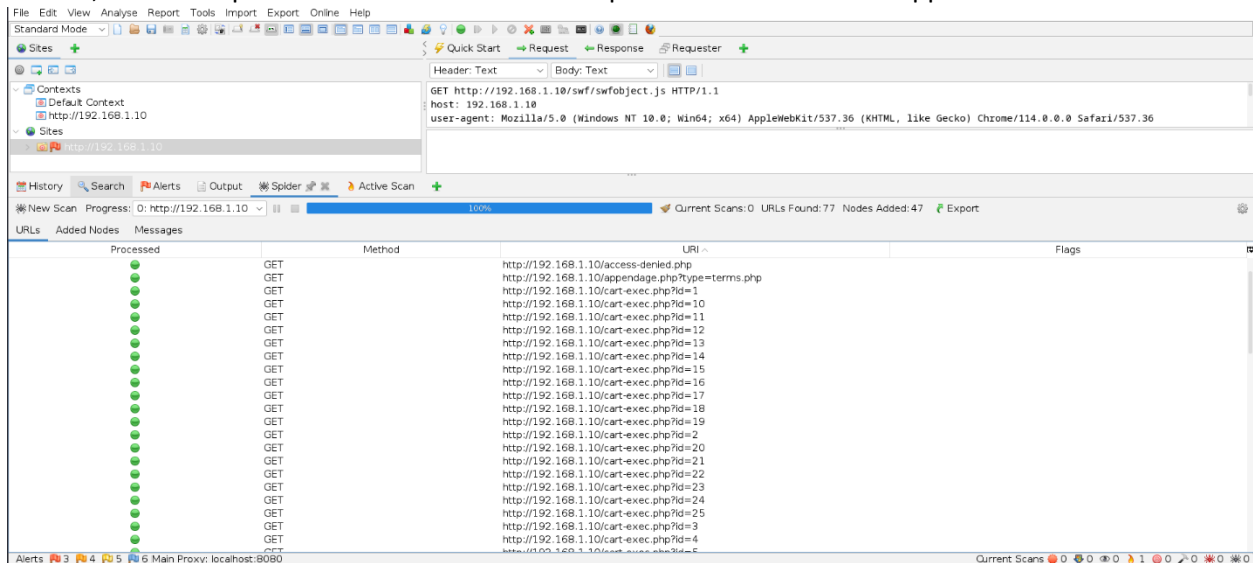 File Edit View Analyse Report Tools Import Export Online Help
Standard Mode
Sites
Quick Start Request Response Requester
Header: Text Body: Text
Contexts
Default Context
http://192.168.1.10
Sites
http://192.168.1.10
GET http://192.168.1.10/swf/swfobject.js HTTP/1.1
host: 192.168.1.10
user-agent: Mozilla/5.0 (Windows NT 10.0; Win64; x64) AppleWebKit/537.36 (KHTML, like Gecko) Chrome/114.0.0.0 Safari/537.36
History Search Alerts Output Spider Active Scan
New Scan Progress: 0: http://192.168.1.10 100% Current Scans: 0 URLs Found: 77 Nodes Added: 47 Export
URLs Added Nodes Messages
Processed Method URI Flags
GET http://192.168.1.10/access-denied.php
GET http://192.168.1.10/appendage.php?type=terms.php
GET http://192.168.1.10/cart-exec.php?id=1
GET http://192.168.1.10/cart-exec.php?id=10
GET http://192.168.1.10/cart-exec.php?id=11
GET http://192.168.1.10/cart-exec.php?id=12
GET http://192.168.1.10/cart-exec.php?id=13
GET http://192.168.1.10/cart-exec.php?id=14
GET http://192.168.1.10/cart-exec.php?id=15
GET http://192.168.1.10/cart-exec.php?id=16
GET http://192.168.1.10/cart-exec.php?id=17
GET http://192.168.1.10/cart-exec.php?id=18
GET http://192.168.1.10/cart-exec.php?id=19
GET http://192.168.1.10/cart-exec.php?id=2
GET http://192.168.1.10/cart-exec.php?id=20
GET http://192.168.1.10/cart-exec.php?id=21
GET http://192.168.1.10/cart-exec.php?id=22
GET http://192.168.1.10/cart-exec.php?id=23
GET http://192.168.1.10/cart-exec.php?id=24
GET http://192.168.1.10/cart-exec.php?id=25
GET http://192.168.1.10/cart-exec.php?id=3
GET http://192.168.1.10/cart-exec.php?id=4
Alerts 3 4 5 6 Main Proxy: localhost:8080 Current Scans 0 0 0 1 0 0 0 0